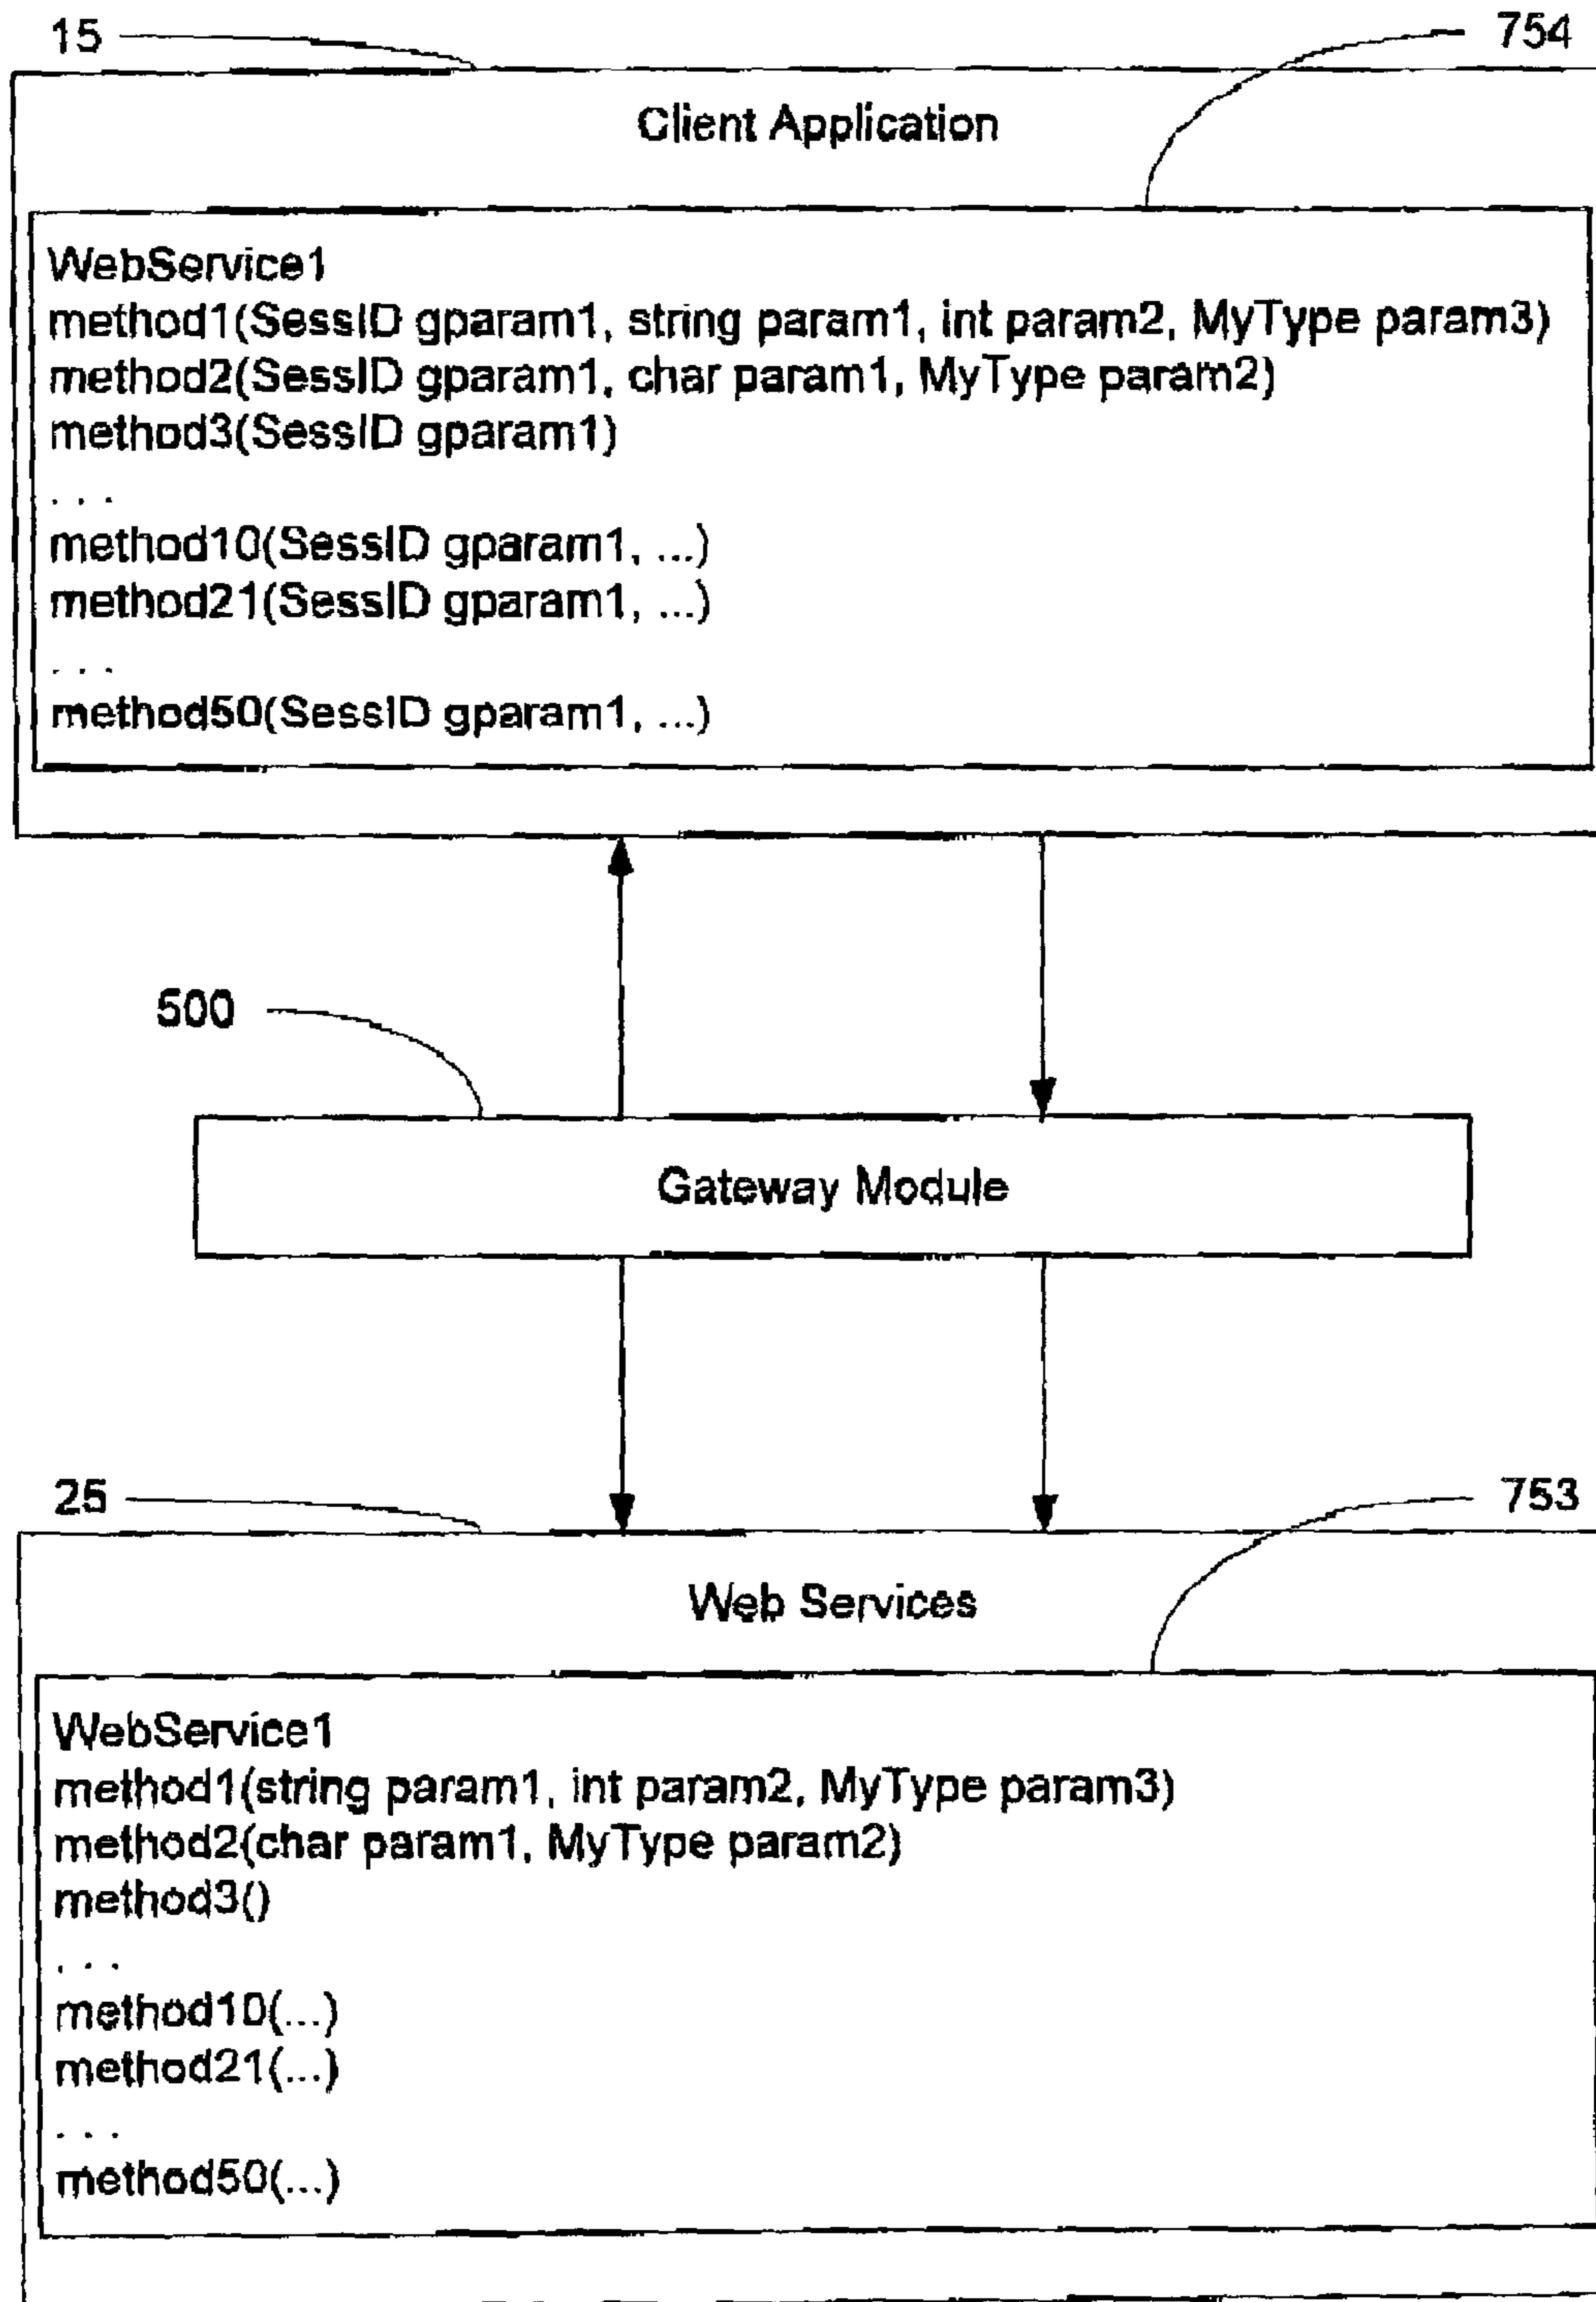 15
754
Client Application
WebService1
method1(SessID gparam1, string param1, int param2, MyType param3)
method2(SessID gparam1, char param1, MyType param2)
method3(SessID gparam1)
. . .
method10(SessID gparam1, ...)
method21(SessID gparam1, ...)
. . .
method50(SessID gparam1, ...)
500
Gateway Module
25
753
Web Services
WebService1
method1(string param1, int param2, MyType param3)
method2(char param1, MyType param2)
method3()
. . .
method10(...)
method21(...)
. . .
method50(...)